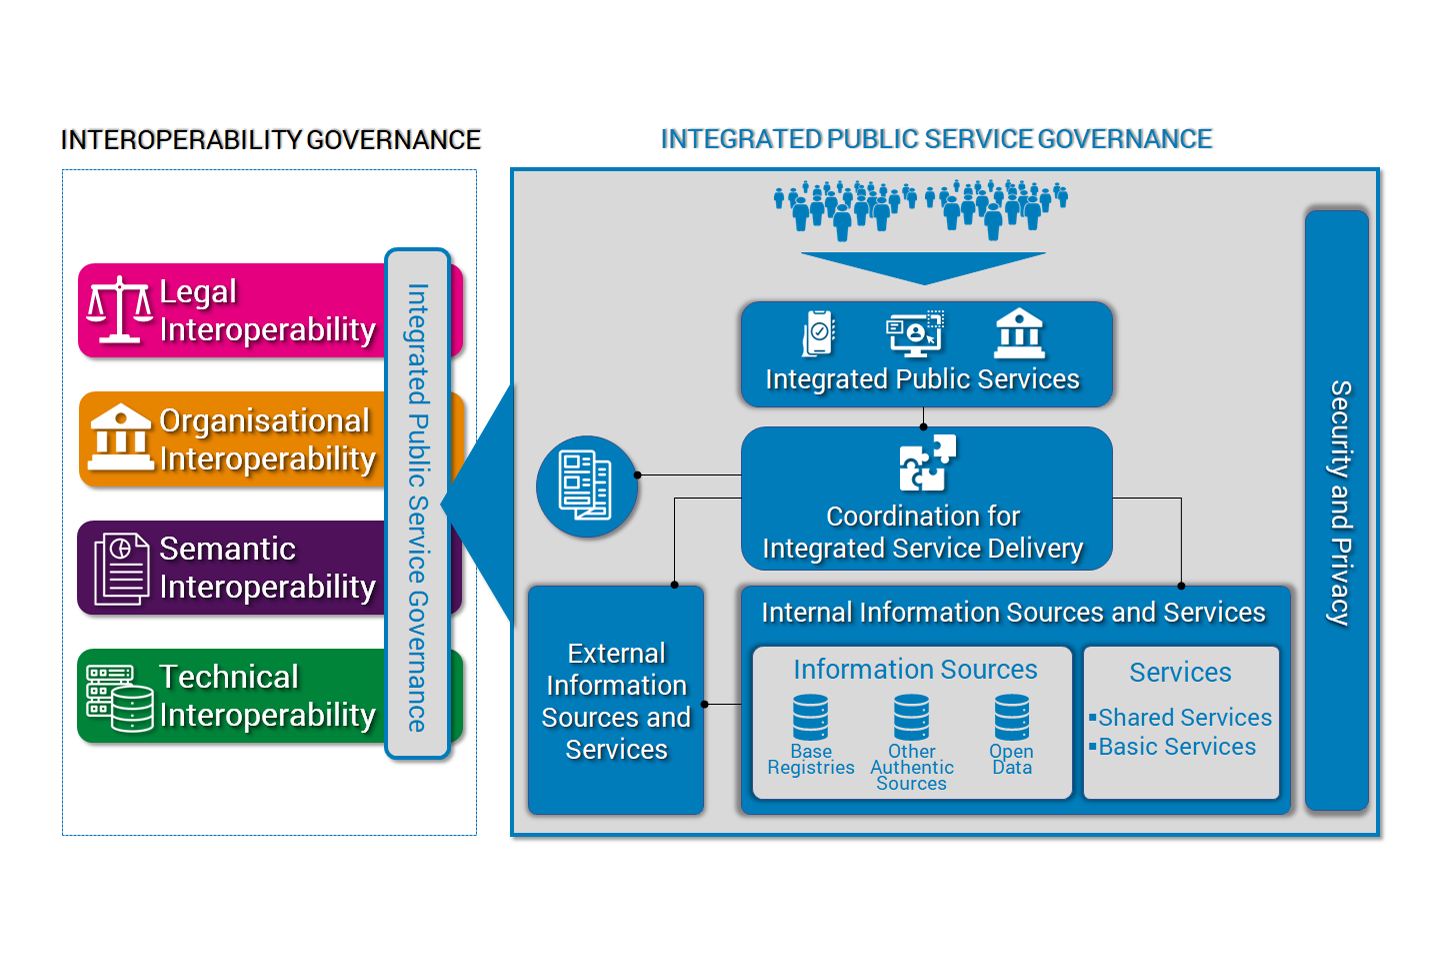 INTEROPERABILITY GOVERNANCE
Legal
Interoperability
Organisational
Interoperability
Semantic
Interoperability
Technical
Interoperability
Integrated Public Service Governance
INTEGRATED PUBLIC SERVICE GOVERNANCE
Integrated Public Services
Coordination for
Integrated Service Delivery
External
Information
Sources and
Services
Internal Information Sources and Services
Information Sources
Base
Registries
Other
Authentic
Sources
Open
Data
Services
▪Shared Services
▪Basic Services
Security and Privacy